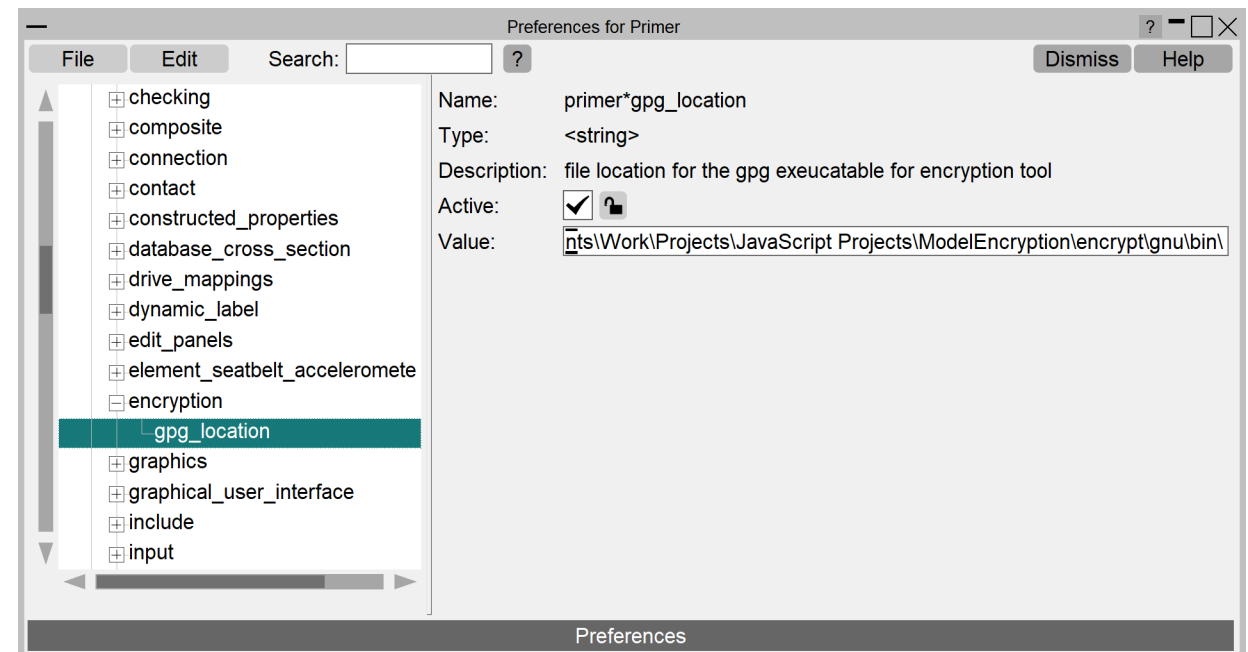 Preferences for Primer ?
File Edit Search: ? Dismiss Help
checking
composite
connection
contact
constructed_properties
database_cross_section
drive_mappings
dynamic_label
edit_panels
element_seatbelt_acceleromete
encryption
gpg_location
graphics
graphical_user_interface
include
input
Name: primer*gpg_location
Type: <string>
Description: file location for the gpg exeucatable for encryption tool
Active:
Value: nts\Work\Projects\JavaScript Projects\ModelEncryption\encrypt\gnu\bin\
Preferences